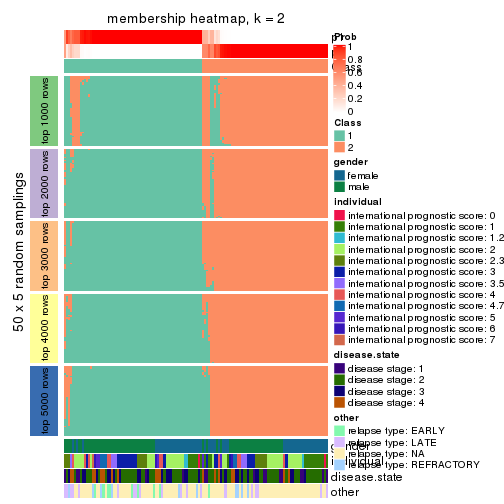 membership heatmap, k = 2
50 x 5 random samplings
top 1000 rows
top 2000 rows
top 3000 rows
top 4000 rows
top 5000 rows
p1
p2
Class
gender
individual
disease.state
other
Prob
1
0.8
0.6
0.4
0.2
0
Class
1
2
gender
female
male
individual
international prognostic score: 0
international prognostic score: 1
international prognostic score: 1.2
international prognostic score: 2
international prognostic score: 2.3
international prognostic score: 3
international prognostic score: 3.5
international prognostic score: 4
international prognostic score: 4.7
international prognostic score: 5
international prognostic score: 6
international prognostic score: 7
disease.state
disease stage: 1
disease stage: 2
disease stage: 3
disease stage: 4
other
relapse type: EARLY
relapse type: LATE
relapse type: NA
relapse type: REFRACTORY